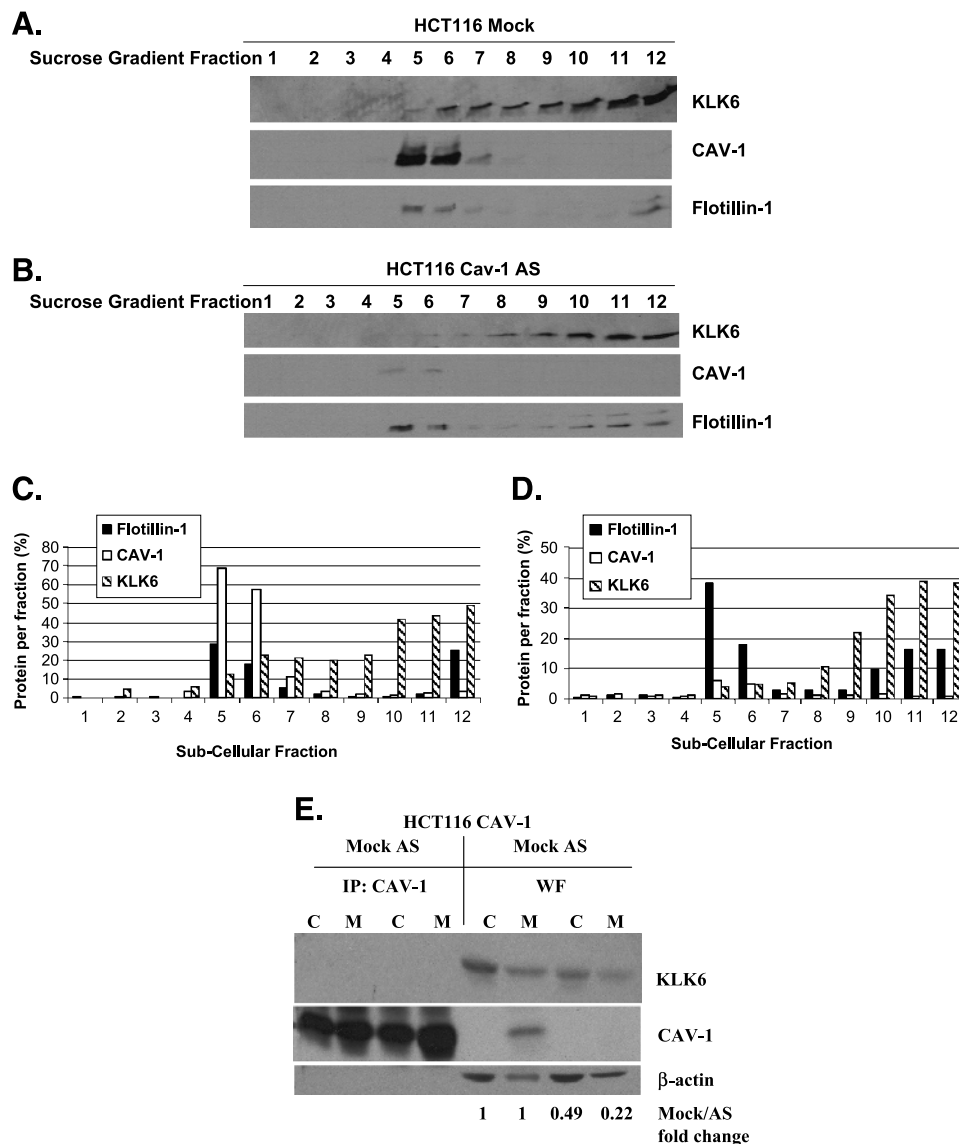 A.
HCT116 Mock
Sucrose Gradient Fraction 1 2 3 4 5 6 7 8 9 10 11 12
KLK6
CAV-1
Flotillin-1
B.
HCT116 Cav-1 AS
Sucrose Gradient Fraction 1 2 3 4 5 6 7 8 9 10 11 12
KLK6
CAV-1
Flotillin-1
C.
Flotillin-1
CAV-1
KLK6
Protein per fraction (%)
80
70
60
50
40
30
20
10
0
1 2 3 4 5 6 7 8 9 10 11 12
Sub-Cellular Fraction
D.
Flotillin-1
CAV-1
KLK6
Protein per fraction (%)
50
40
30
20
10
0
1 2 3 4 5 6 7 8 9 10 11 12
Sub-Cellular Fraction
E.
HCT116 CAV-1
Mock AS Mock AS
IP: CAV-1 WF
C M C M C M C M
KLK6
CAV-1
β-actin
1 1 0.49 0.22 Mock/AS
fold change